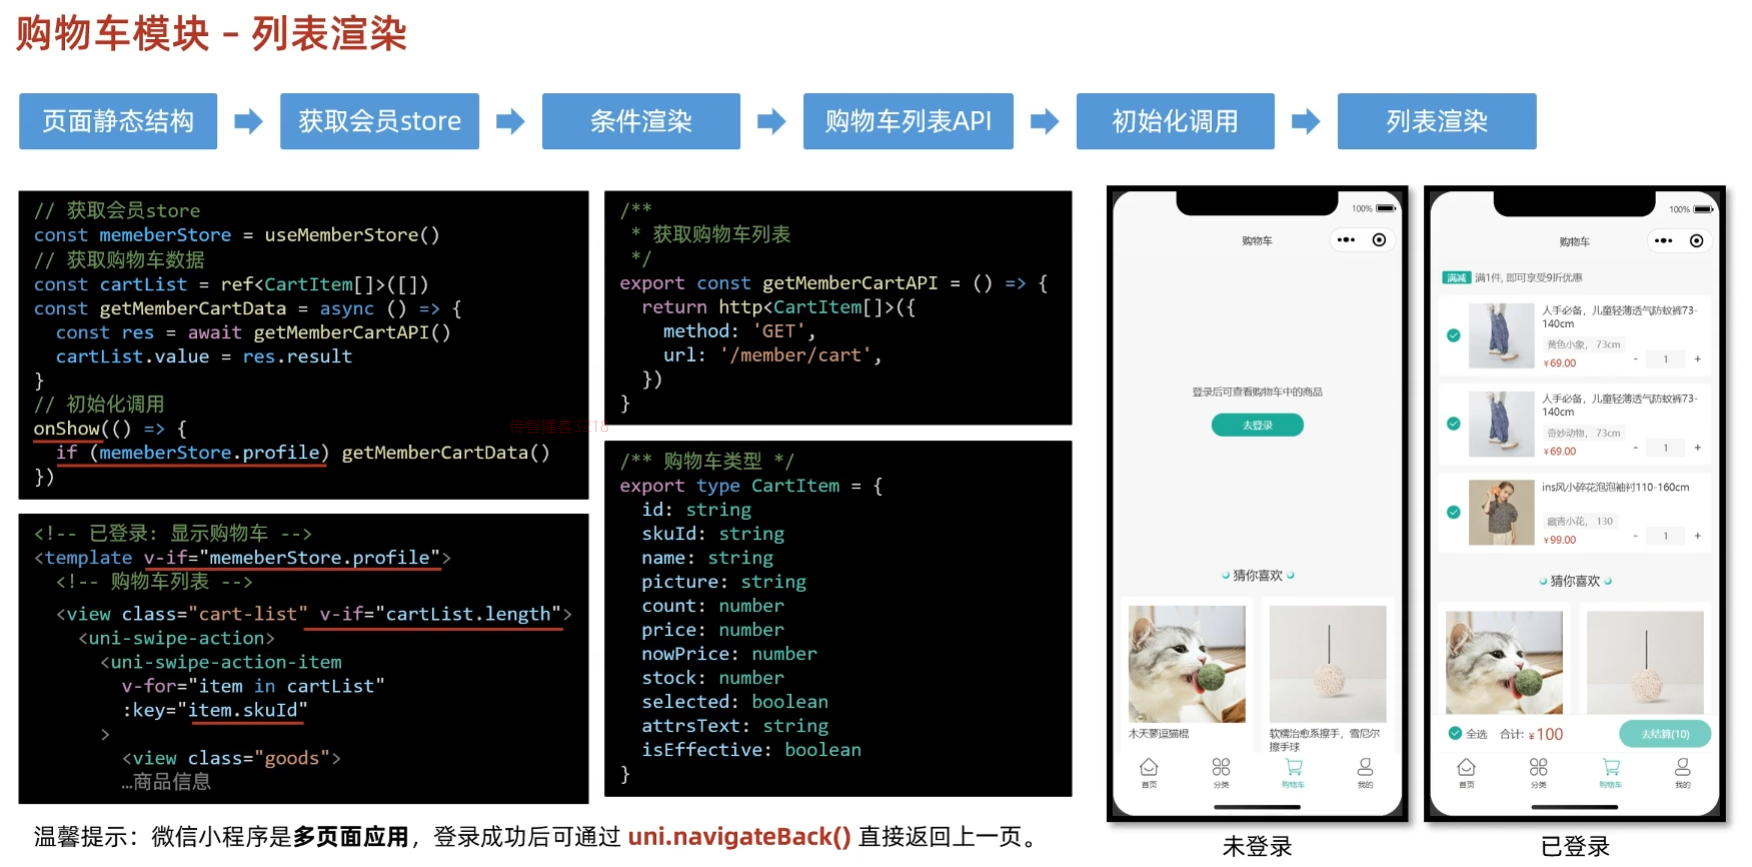 购物车模块 – 列表渲染
页面静态结构
获取会员store
条件渲染
购物车列表API
初始化调用
列表渲染
// 获取会员store
const memeberStore = useMemberStore()
// 获取购物车数据
const cartList = ref<CartItem[]>([])
const getMemberCartData = async () => {
const res = await getMemberCartAPI()
cartList.value = res.result
}
// 初始化调用
onShow(() => {
if (memeberStore.profile) getMemberCartData()
})
<!-- 已登录: 显示购物车 -->
<template v-if="memeberStore.profile">
<!-- 购物车列表 -->
<view class="cart-list" v-if="cartList.length">
<uni-swipe-action>
<uni-swipe-action-item
v-for="item in cartList"
:key="item.skuId"
>
<view class="goods">
…商品信息
/**
* 获取购物车列表
*/
export const getMemberCartAPI = () => {
return http<CartItem[]>({
method: 'GET',
url: '/member/cart',
})
}
传智播客3218
/** 购物车类型 */
export type CartItem = {
id: string
skuId: string
name: string
picture: string
count: number
price: number
nowPrice: number
stock: number
selected: boolean
attrsText: string
isEffective: boolean
}
100%
购物车
登录后可查看购物车中的商品
去登录
猜你喜欢
木天蓼逗猫棍
软糯治愈系擦手，雪尼尔
擦手球
首页
分类
购物车
我的
未登录
100%
购物车
满减 满1件, 即可享受9折优惠
人手必备，儿童轻薄透气防蚊裤73-
140cm
黄色小象， 73cm
¥69.00
- 1 +
人手必备，儿童轻薄透气防蚊裤73-
140cm
奇妙动物， 73cm
¥69.00
- 1 +
ins风小碎花泡泡袖衬110-160cm
藏青小花， 130
¥99.00
- 1 +
猜你喜欢
全选 合计: ¥100
去结算(10)
首页
分类
购物车
我的
已登录
温馨提示：微信小程序是多页面应用，登录成功后可通过 uni.navigateBack() 直接返回上一页。